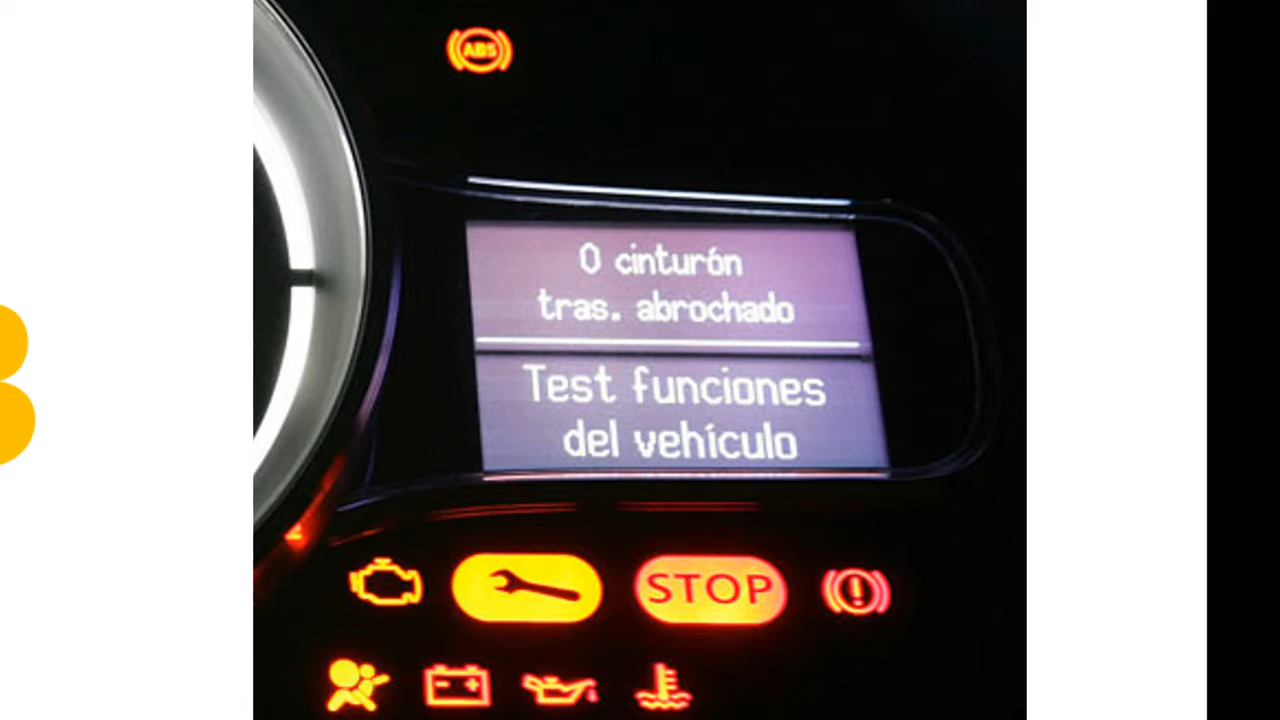 ABS
0 cinturón
tras. abrochado
Test funciones
del vehículo
STOP